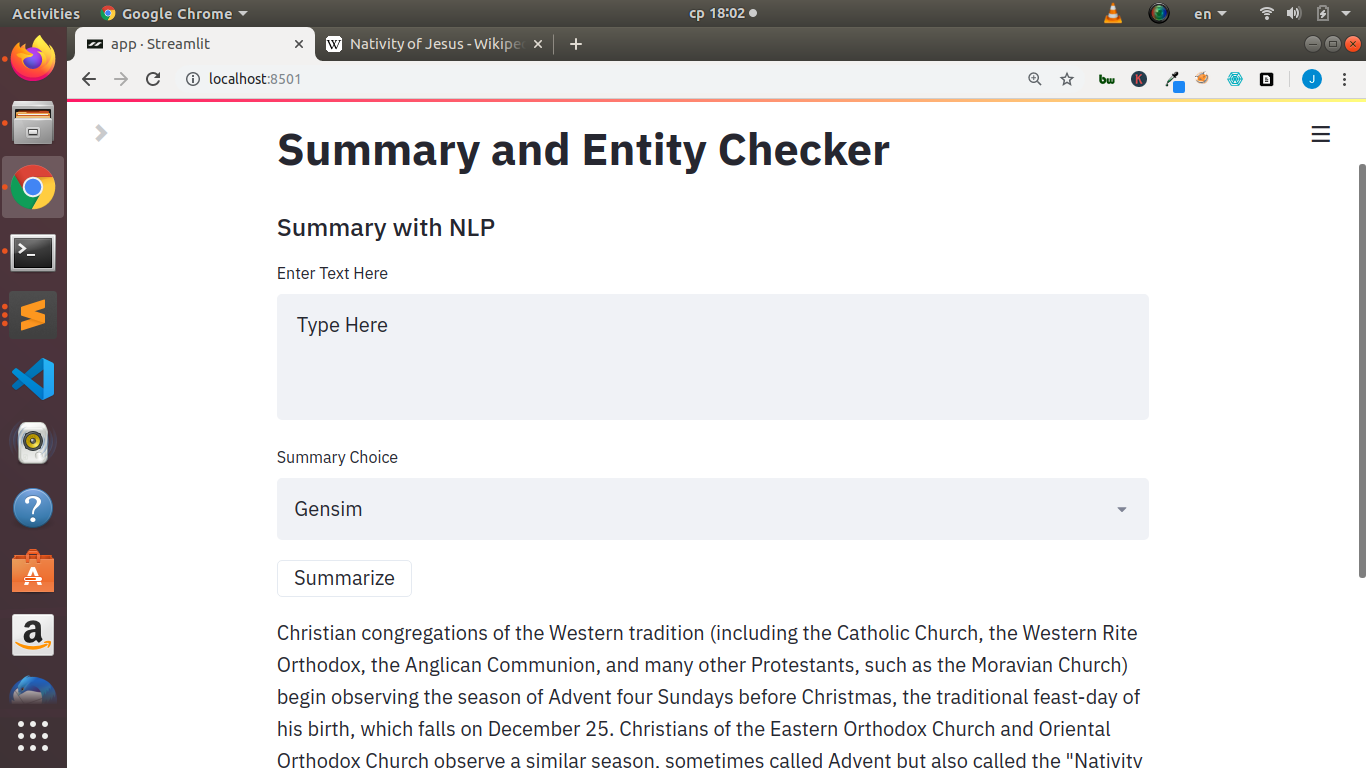 Activities Google Chrome ср 18:02 en
app · Streamlit Nativity of Jesus - Wikipe
localhost:8501
Summary and Entity Checker
Summary with NLP
Enter Text Here
Type Here
Summary Choice
Gensim
Summarize
Christian congregations of the Western tradition (including the Catholic Church, the Western Rite
Orthodox, the Anglican Communion, and many other Protestants, such as the Moravian Church)
begin observing the season of Advent four Sundays before Christmas, the traditional feast-day of
his birth, which falls on December 25. Christians of the Eastern Orthodox Church and Oriental
Orthodox Church observe a similar season, sometimes called Advent but also called the "Nativity